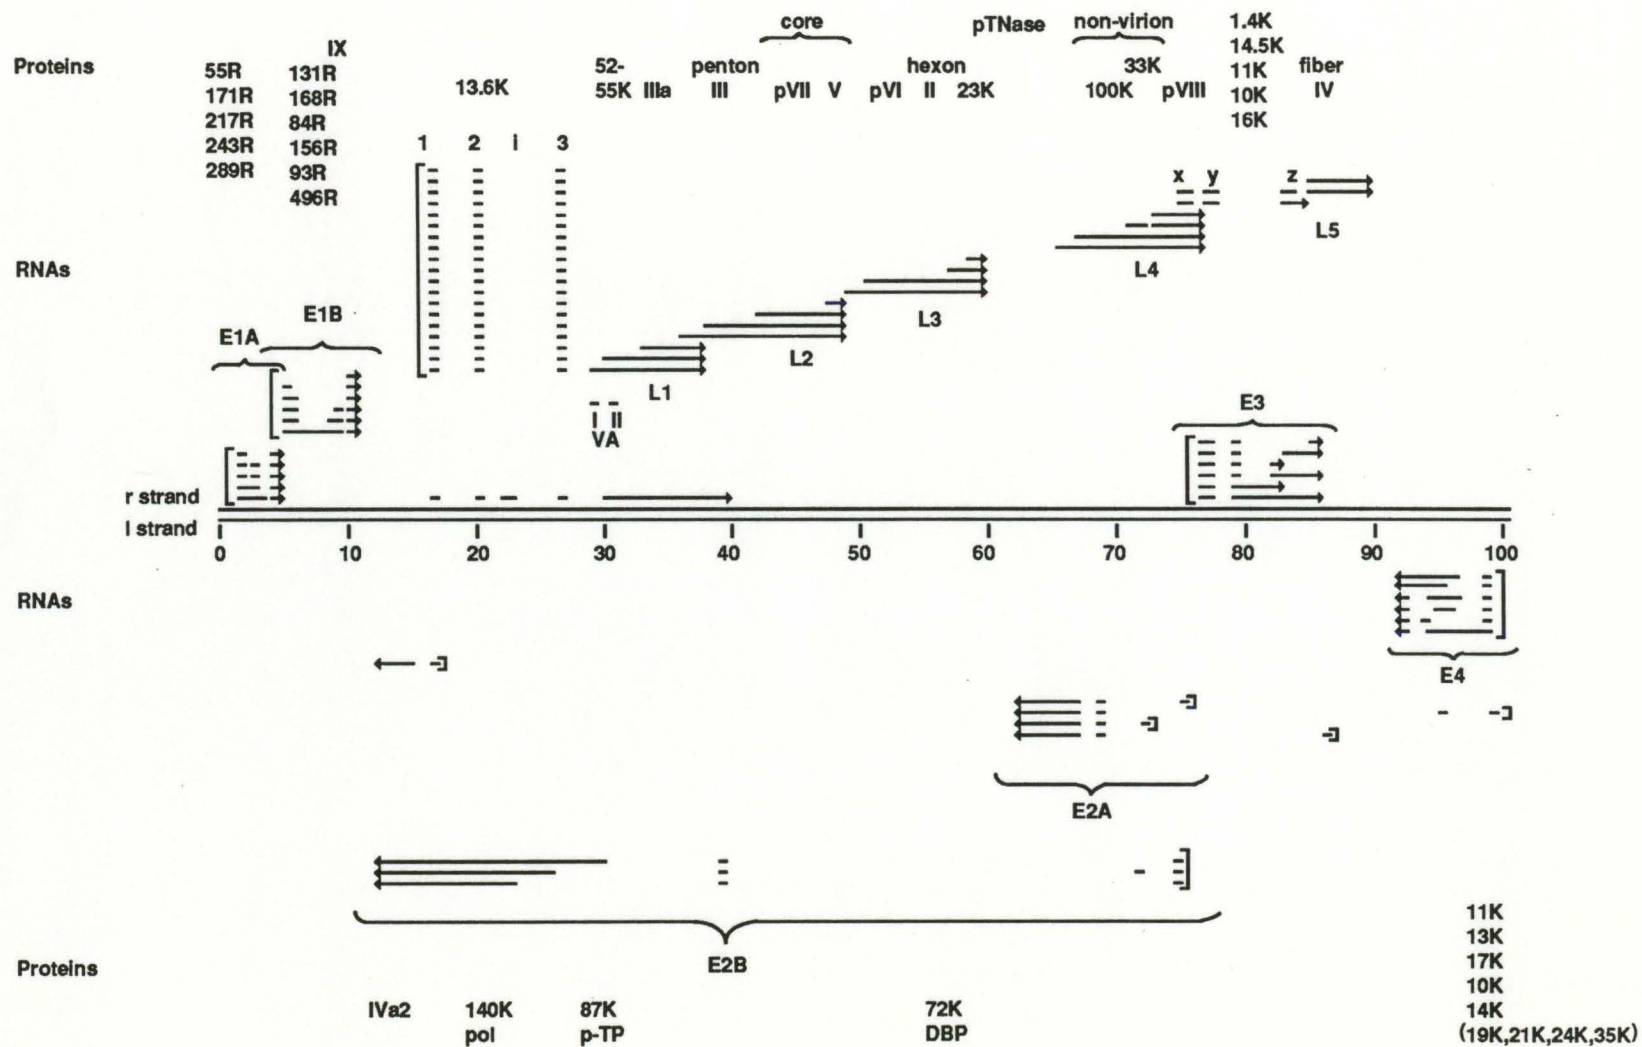 core pTNase non-virion 1.4K
IX 14.5K
Proteins 55R 131R 13.6K 52- penton hexon 33K 11K fiber
171R 168R 55K IIIa III pVII V pVI II 23K 100K pVIII 10K IV
217R 84R 16K
243R 156R 1 2 i 3
289R 93R
496R
x y z
L5
RNAs L4
E1B L3
E1A L2
L1
E3
I II
VA
r strand
l strand
0 10 20 30 40 50 60 70 80 90 100
RNAs
E4
E2A
11K
13K
E2B 17K
Proteins
10K
IVa2 140K 87K 72K 14K
pol p-TP DBP (19K,21K,24K,35K)